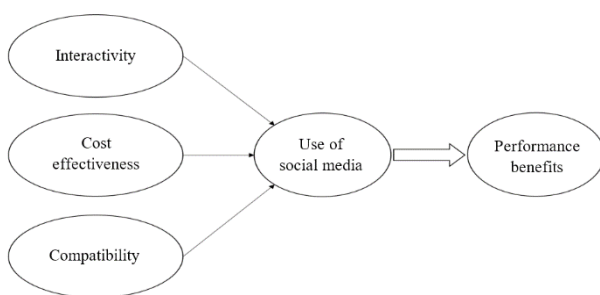 Interactivity
Cost
effectiveness
Compatibility
Use of
social media
Performance
benefits